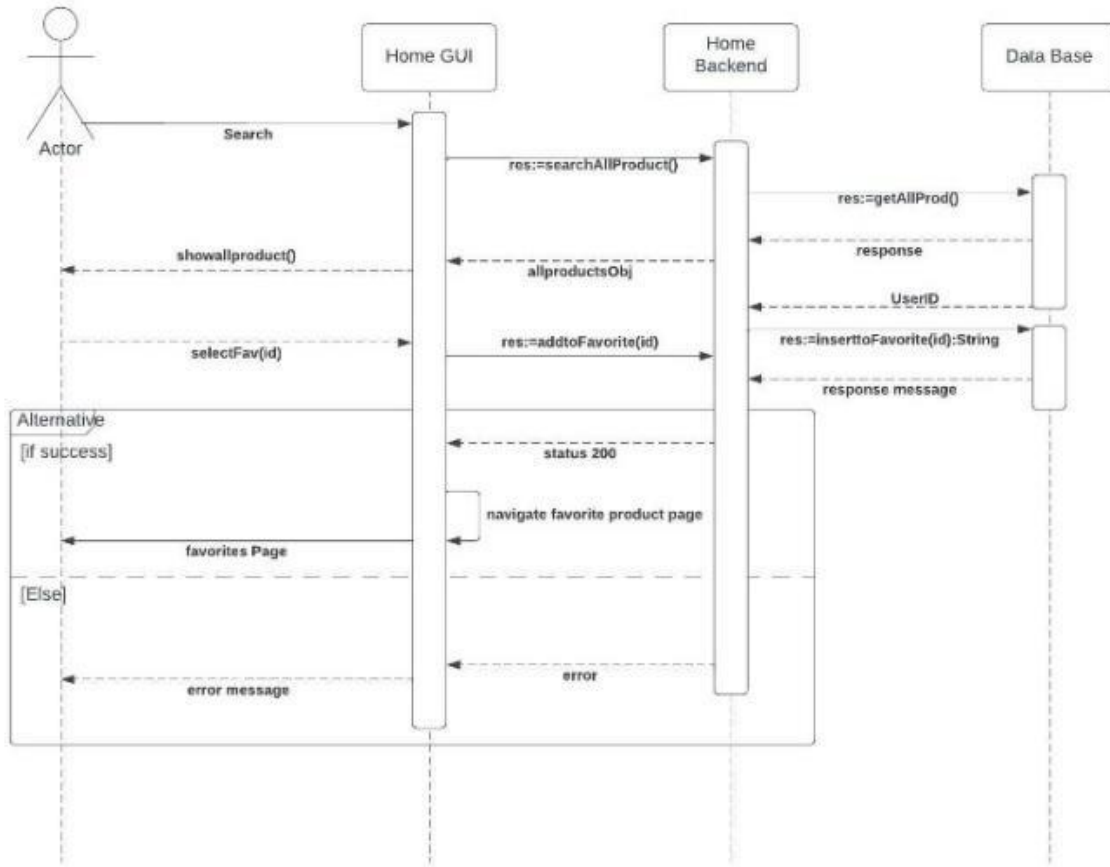 Home GUI
Home
Backend
Data Base
Actor
Search
res:=searchAllProduct()
res:=getAllProd()
response
showallproduct()
allproductsObj
UserID
selectFav(id)
res:=addtoFavorite(id)
res:=inserttoFavorite(id):String
response message
Alternative
[if success]
status 200
navigate favorite product page
favorites Page
[Else]
error
error message